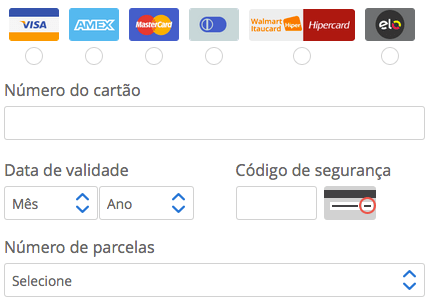 VISA AMEX MasterCard Walmart Itaucard Hiper Hipercard elo
Número do cartão
Data de validade Código de segurança
Mês Ano
Número de parcelas
Selecione